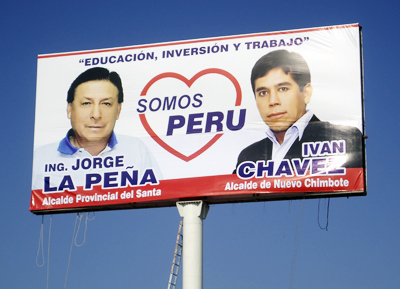 "EDUCACIÓN, INVERSIÓN Y TRABAJO"
SOMOS
PERU
ING. JORGE
LA PEÑA
Alcalde Provincial del Santa
IVAN
CHAVEZ
Alcalde de Nuevo Chimbote